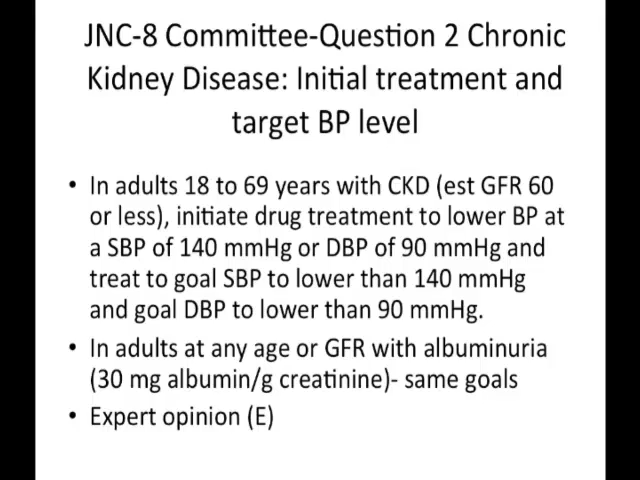 JNC-8 Committee-Question 2 Chronic
Kidney Disease: Initial treatment and
target BP level
• In adults 18 to 69 years with CKD (est GFR 60
or less), initiate drug treatment to lower BP at
a SBP of 140 mmHg or DBP of 90 mmHg and
treat to goal SBP to lower than 140 mmHg
and goal DBP to lower than 90 mmHg.
• In adults at any age or GFR with albuminuria
(30 mg albumin/g creatinine)- same goals
• Expert opinion (E)